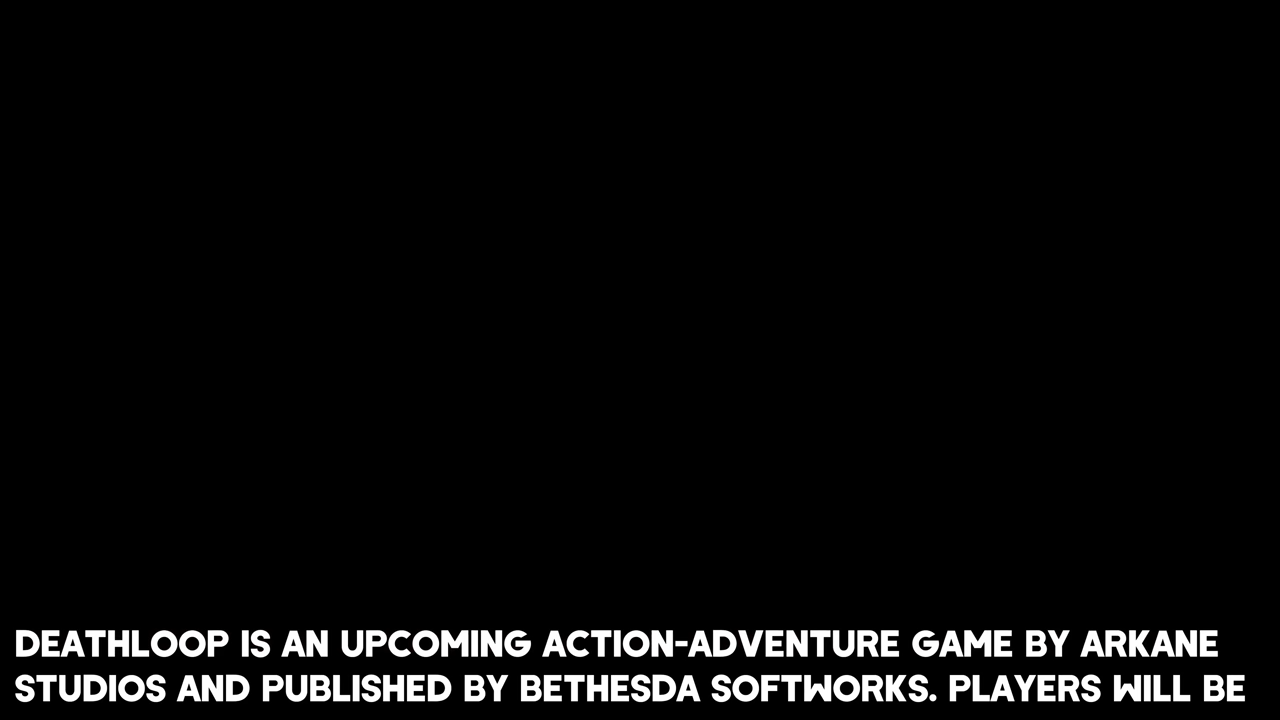 DEATHLOOP IS AN UPCOMING ACTION-ADVENTURE GAME BY ARKANE
STUDIOS AND PUBLISHED BY BETHESDA SOFTWORKS. PLAYERS WILL BE